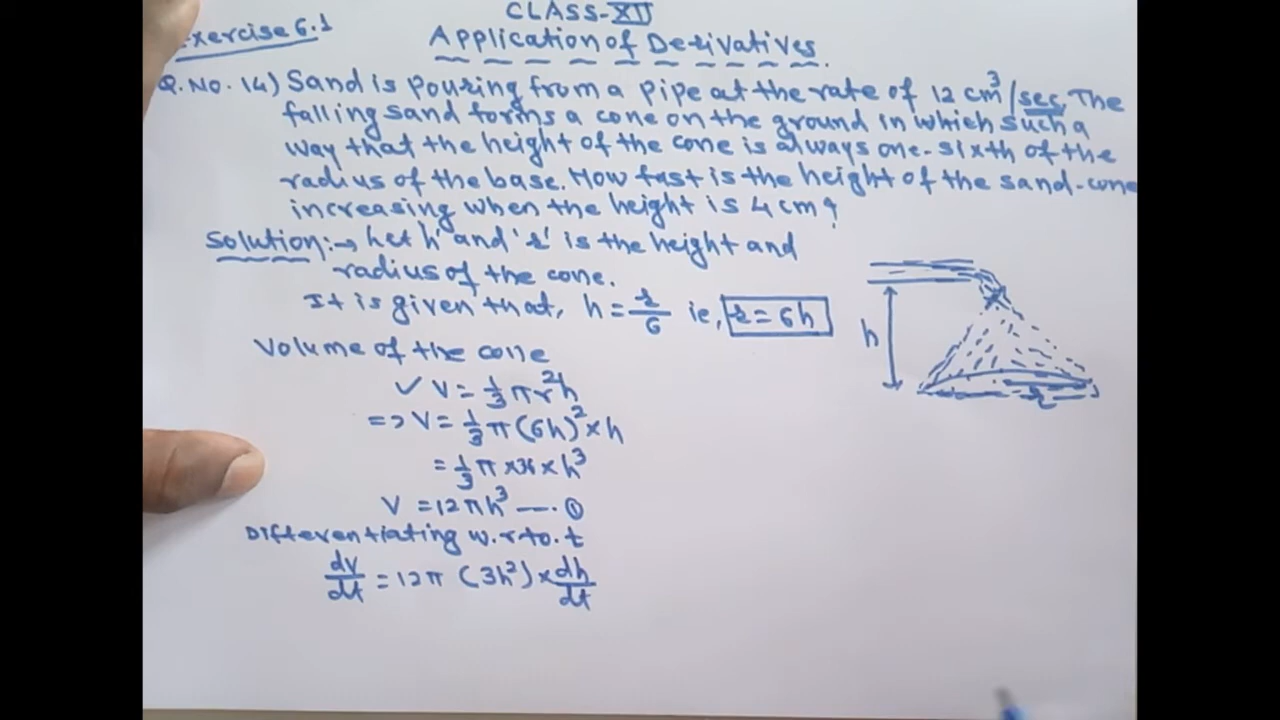 CLASS-XII
Exercise 6.1
Application of Derivatives.
Q. No. 14) Sand is pouring from a pipe at the rate of 12 cm³/sec. The
falling sand forms a cone on the ground in which such a
way that the height of the cone is always one-sixth of the
radius of the base. How fast is the height of the sand-cone
increasing when the height is 4 cm?
Solution:→ Let 'h' and 'r' is the height and
radius of the cone.
It is given that, h = r/6 ie, r = 6h
Volume of the cone
✓ V = 1/3 πr²h
=> V = 1/3 π(6h)² × h
= 1/3 π × 36 × h³
V = 12πh³ —.. ①
Differentiating w.r.to.t
dV/dt = 12π (3h²) × dh/dt
h
r